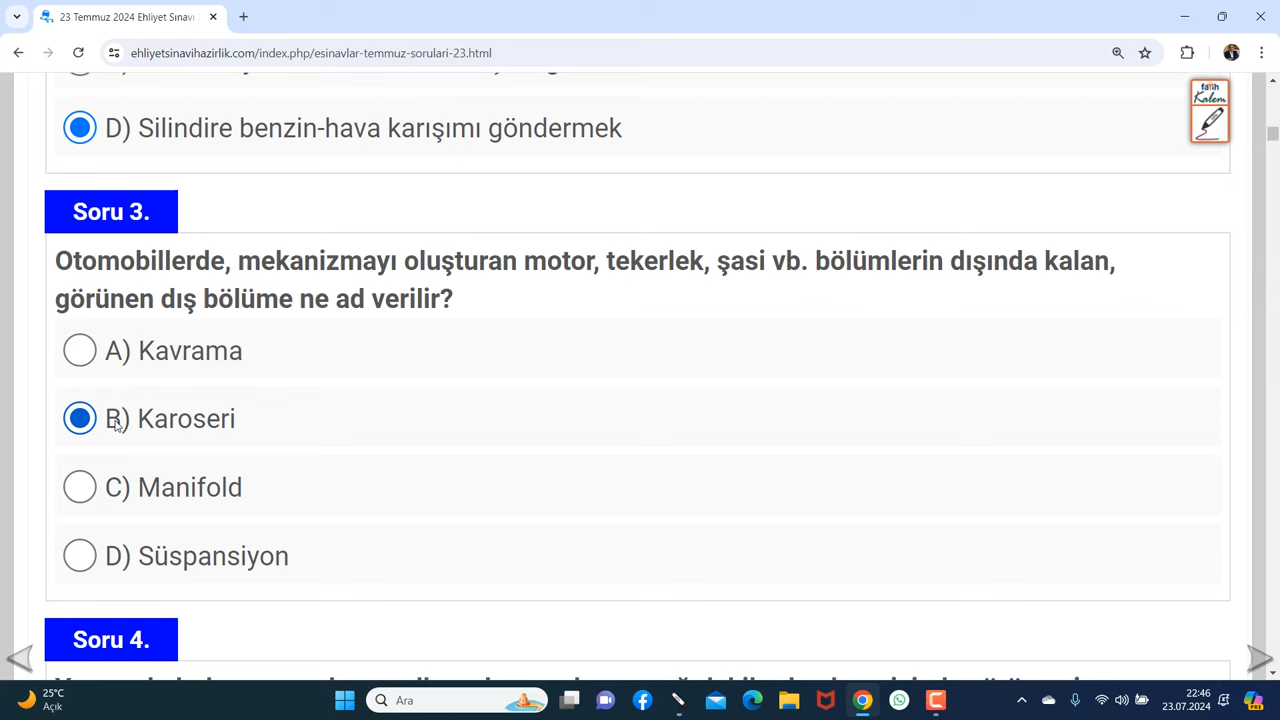 23 Temmuz 2024 Ehliyet Sınavı
ehliyetsinavihazirlik.com/index.php/esinavlar-temmuz-sorulari-23.html
fatih
Kalem
D) Silindire benzin-hava karışımı göndermek
Soru 3.
Otomobillerde, mekanizmayı oluşturan motor, tekerlek, şasi vb. bölümlerin dışında kalan,
görünen dış bölüme ne ad verilir?
A) Kavrama
B) Karoseri
C) Manifold
D) Süspansiyon
Soru 4.
25°C
Açık
Ara
22:46
23.07.2024
PRE